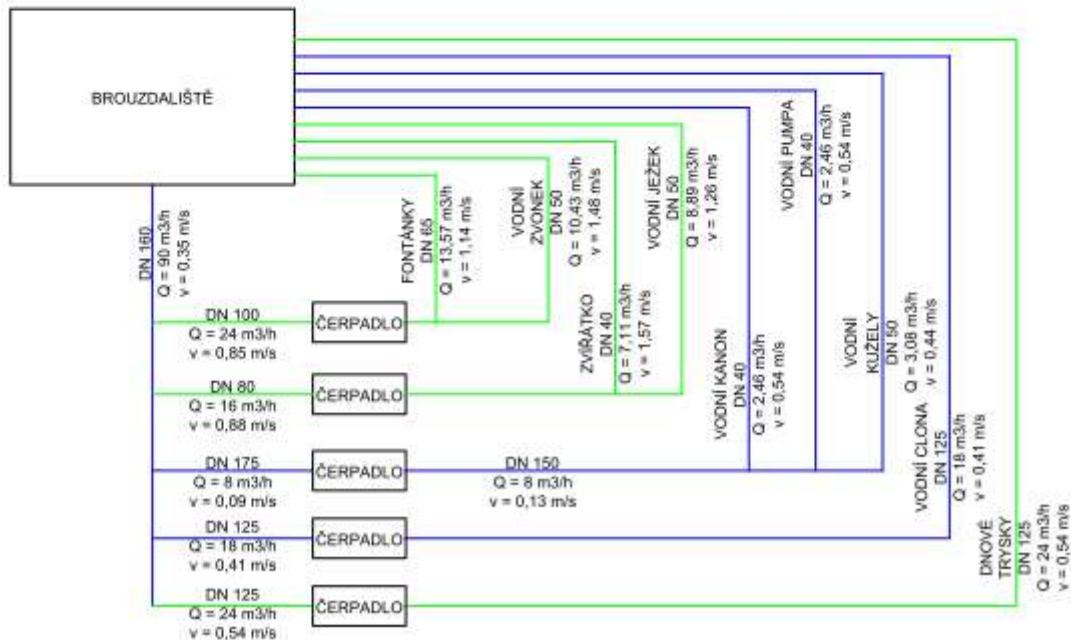 BROUZDALIŠTĚ
DN 160
Q = 90 m3/h
v = 0,35 m/s
DN 100
Q = 24 m3/h
v = 0,85 m/s
ČERPADLO
DN 80
Q = 16 m3/h
v = 0,88 m/s
ČERPADLO
DN 175
Q = 8 m3/h
v = 0,09 m/s
ČERPADLO
DN 150
Q = 8 m3/h
v = 0,13 m/s
DN 125
Q = 18 m3/h
v = 0,41 m/s
ČERPADLO
DN 125
Q = 24 m3/h
v = 0,54 m/s
ČERPADLO
FONTÁNKY
DN 65
Q = 13,57 m3/h
v = 1,14 m/s
VODNÍ
ZVONEK
DN 50
Q = 10,43 m3/h
v = 1,48 m/s
ZVÍŘÁTKO
DN 40
Q = 7,11 m3/h
v = 1,57 m/s
VODNÍ JEŽEK
DN 50
Q = 8,89 m3/h
v = 1,26 m/s
VODNÍ KANON
DN 40
Q = 2,46 m3/h
v = 0,54 m/s
VODNÍ PUMPA
DN 40
Q = 2,46 m3/h
v = 0,54 m/s
VODNÍ
KUŽELY
DN 50
Q = 3,08 m3/h
v = 0,44 m/s
VODNÍ CLONA
DN 125
Q = 18 m3/h
v = 0,41 m/s
DNOVÉ
TRYSKY
DN 125
Q = 24 m3/h
v = 0,54 m/s